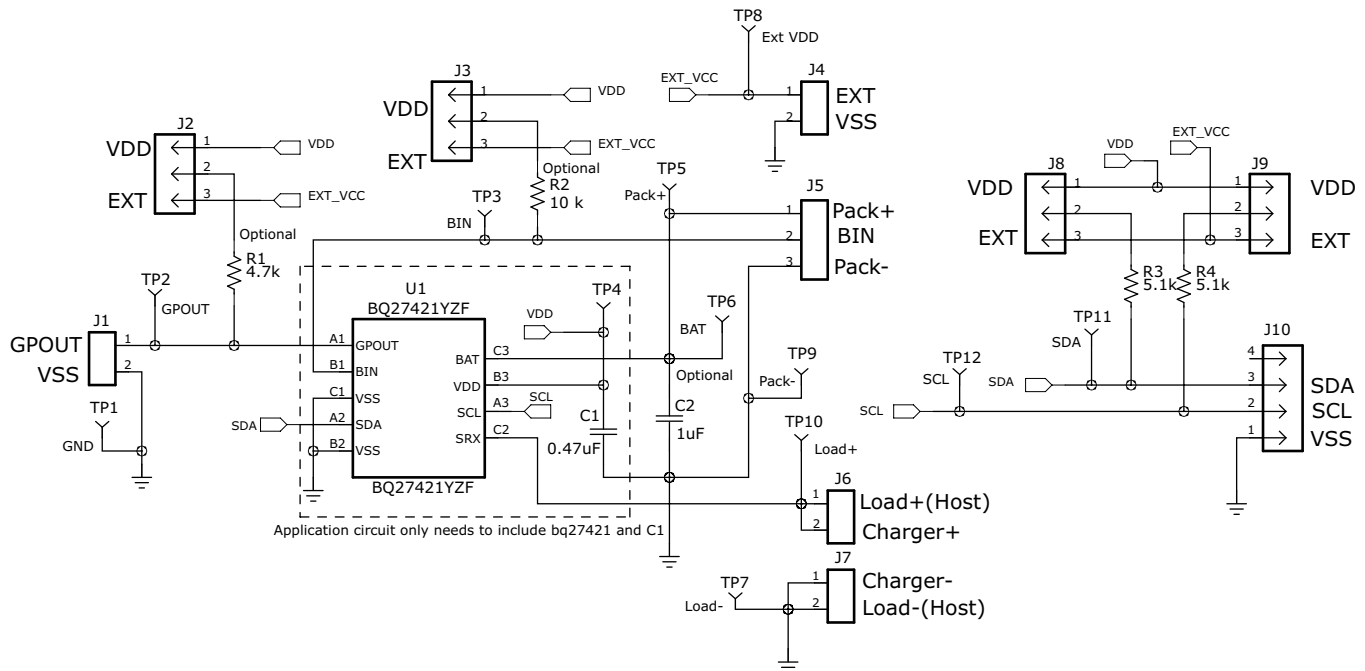 TP8
Ext VDD
J4
EXT_VCC
1
EXT
2
VSS
J3
VDD
EXT
1
2
3
VDD
EXT_VCC
Optional
R2
10 k
J2
VDD
EXT
1
2
3
VDD
EXT_VCC
Optional
R1
4.7k
TP3
BIN
TP5
Pack+
J5
1
Pack+
2
BIN
3
Pack-
TP2
GPOUT
J1
GPOUT
1
VSS
2
TP1
GND
U1
BQ27421YZF
A1
GPOUT
B1
BIN
C1
VSS
A2
SDA
B2
VSS
SDA
BAT
C3
VDD
B3
SCL
A3
SRX
C2
SCL
BQ27421YZF
VDD
TP4
C1
0.47uF
TP6
BAT
Optional
C2
1uF
TP9
Pack-
TP10
Load+
J6
1
Load+(Host)
2
Charger+
Application circuit only needs to include bq27421 and C1
J7
1
Charger-
2
Load-(Host)
TP7
Load-
VDD
EXT_VCC
J8
VDD
EXT
1
2
3
J9
1
2
3
VDD
EXT
R3
5.1k
R4
5.1k
TP11
SDA
TP12
SCL
SDA
SCL
J10
4
3
SDA
2
SCL
1
VSS